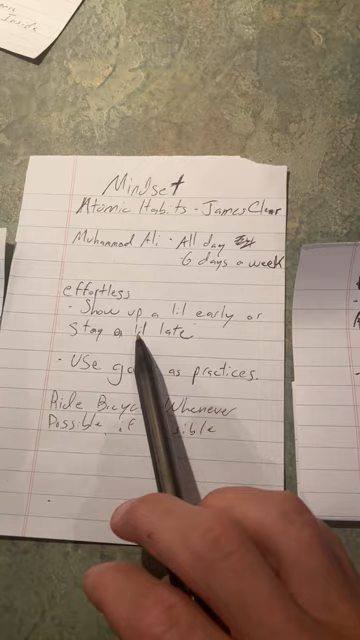 Inside
Mindset
Atomic Habits - James Clear
Muhammad Ali - All day
6 days a week
effortless
- Show up a lil early or
stay a lil late
- Use as practices.
Ride Whenever
Possible if